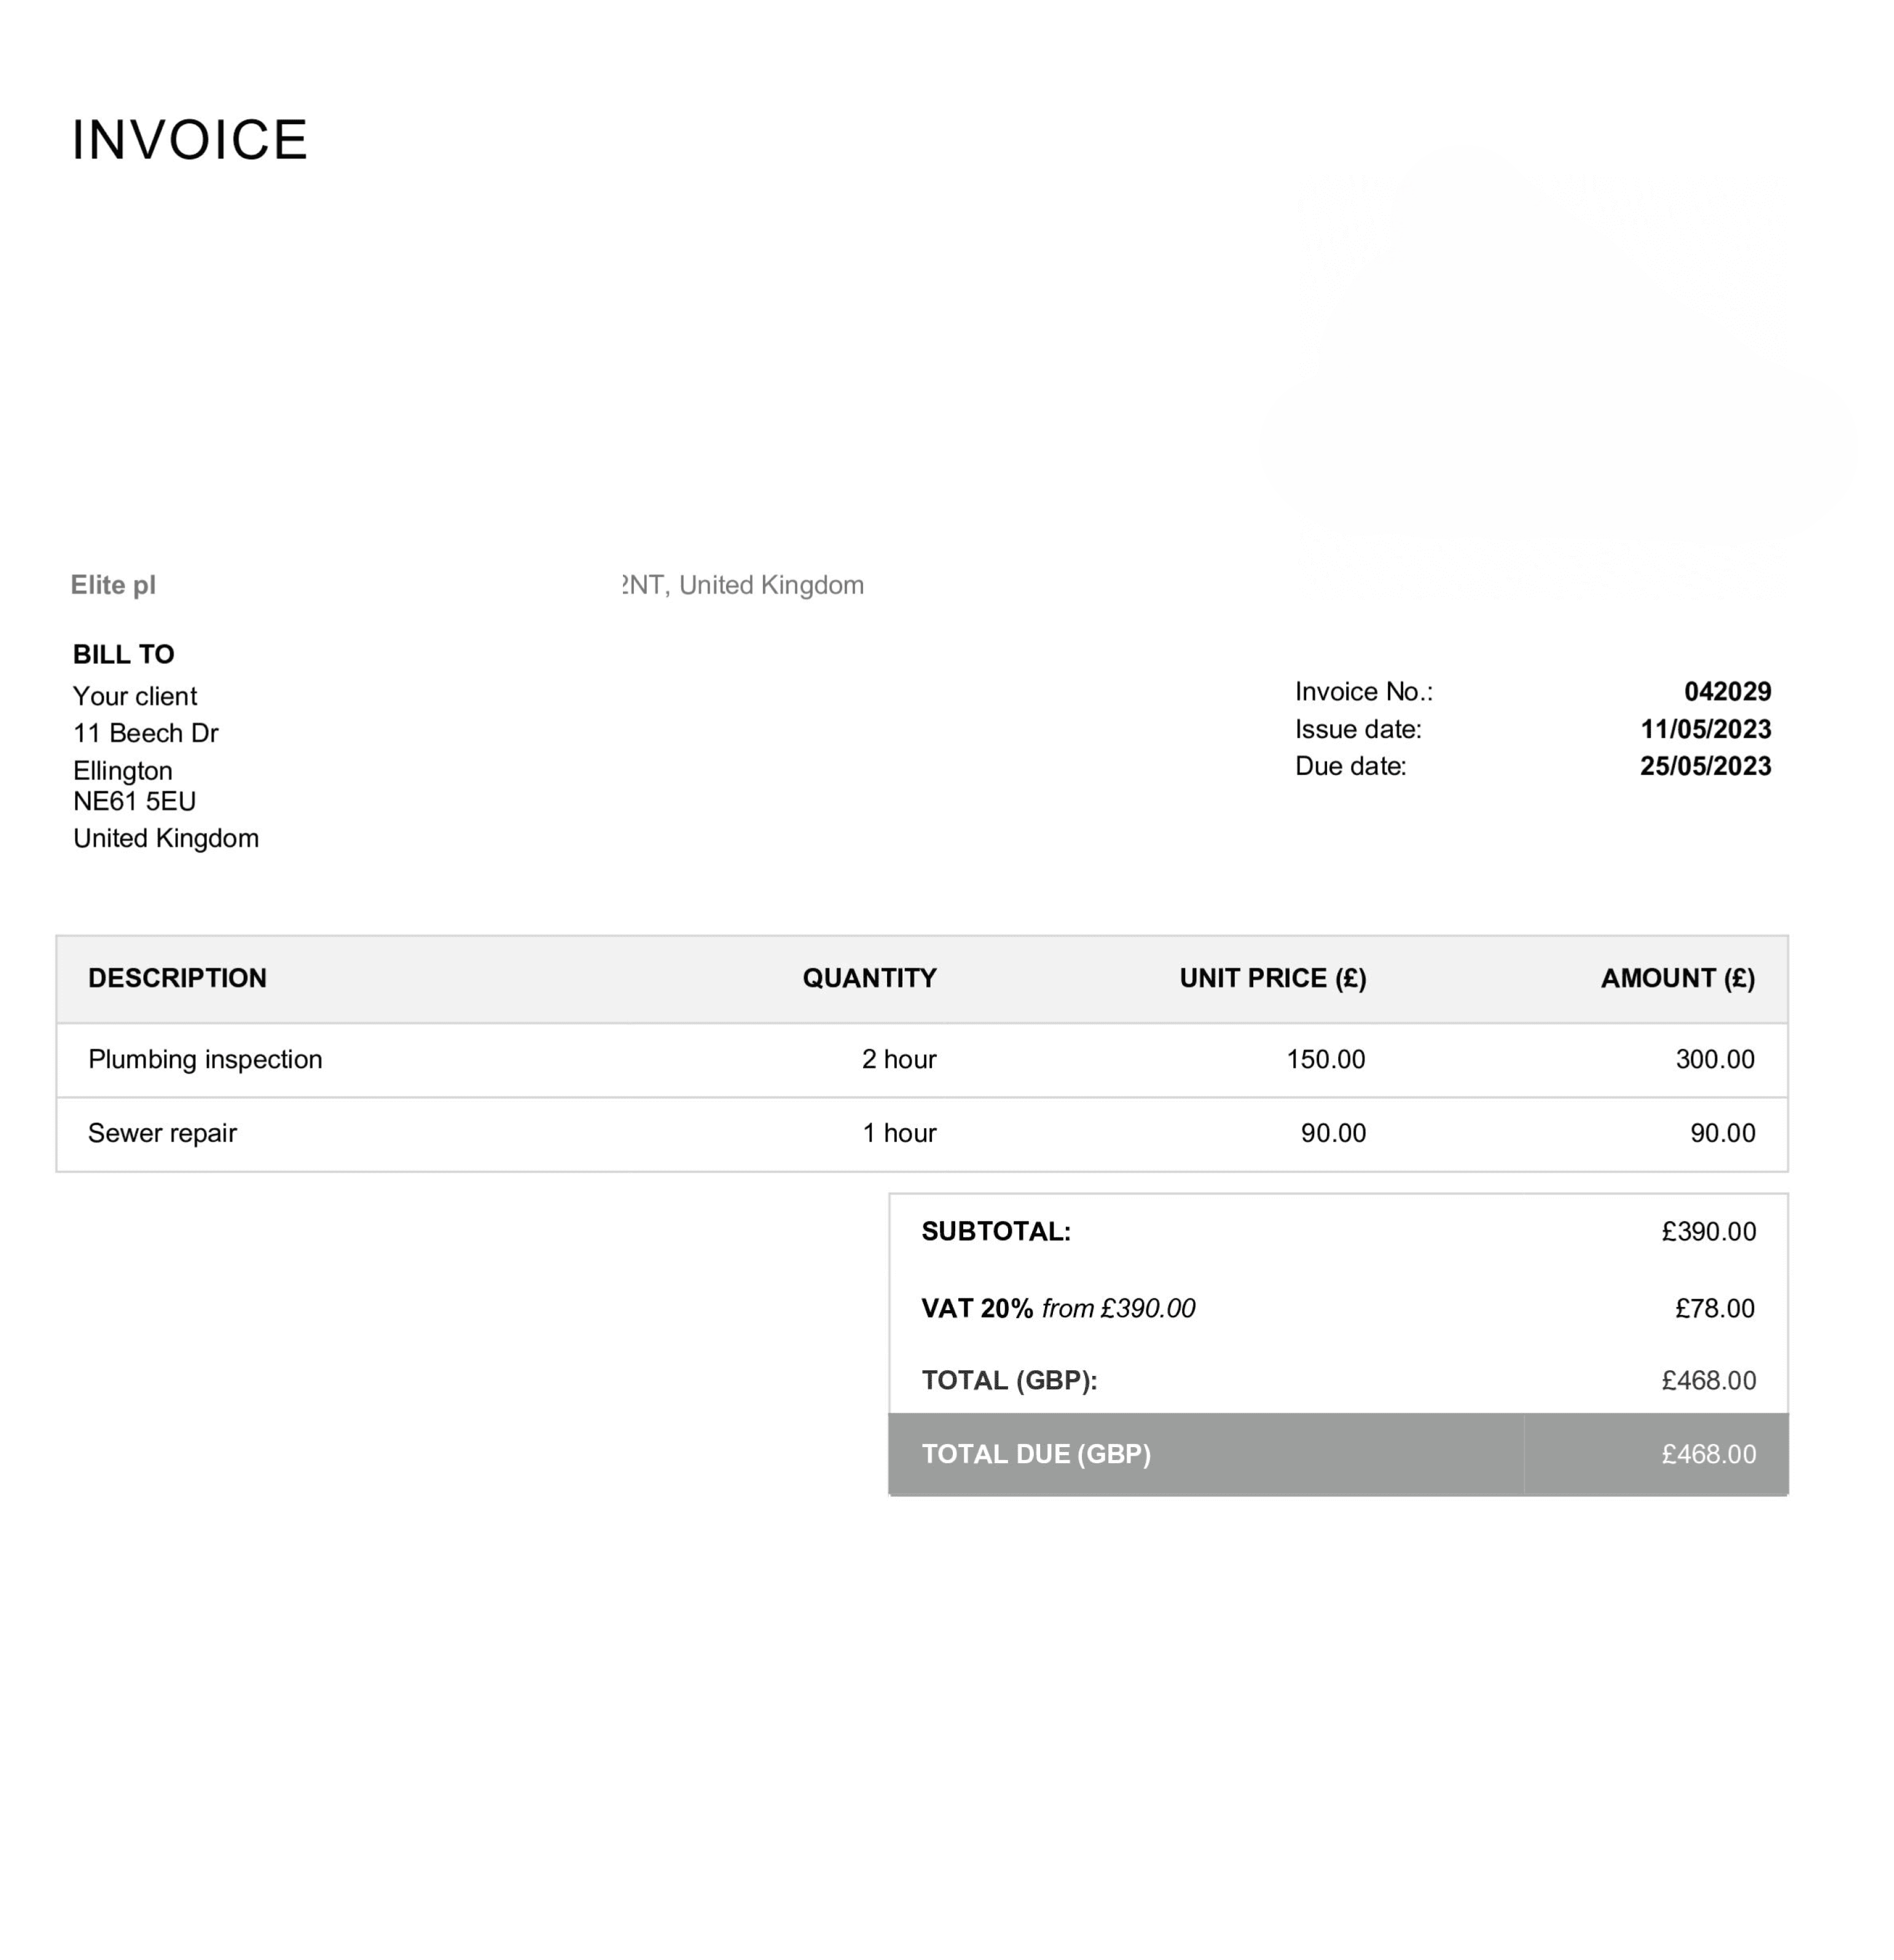 INVOICE
Elite pl
2NT, United Kingdom
BILL TO
Your client
11 Beech Dr
Ellington
NE61 5EU
United Kingdom
Invoice No.: 042029
Issue date: 11/05/2023
Due date: 25/05/2023
DESCRIPTION QUANTITY UNIT PRICE (£) AMOUNT (£)
Plumbing inspection 2 hour 150.00 300.00
Sewer repair 1 hour 90.00 90.00
SUBTOTAL: £390.00
VAT 20% from £390.00 £78.00
TOTAL (GBP): £468.00
TOTAL DUE (GBP) £468.00